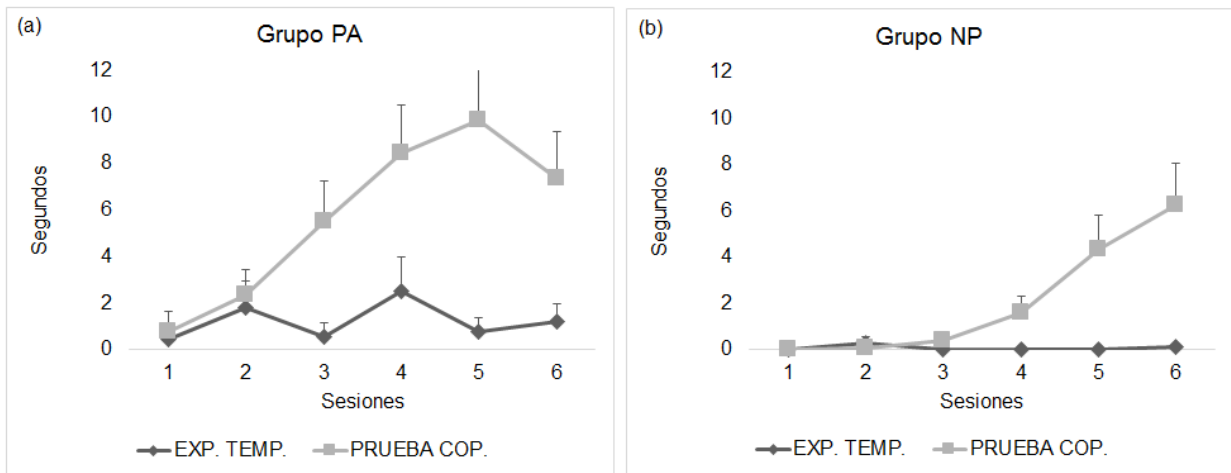 (a)
Grupo PA
12
10
8
6
4
2
0
Segundos
1 2 3 4 5 6
Sesiones
EXP. TEMP. PRUEBA COP.
(b)
Grupo NP
12
10
8
6
4
2
0
Segundos
1 2 3 4 5 6
Sesiones
EXP. TEMP. PRUEBA COP.